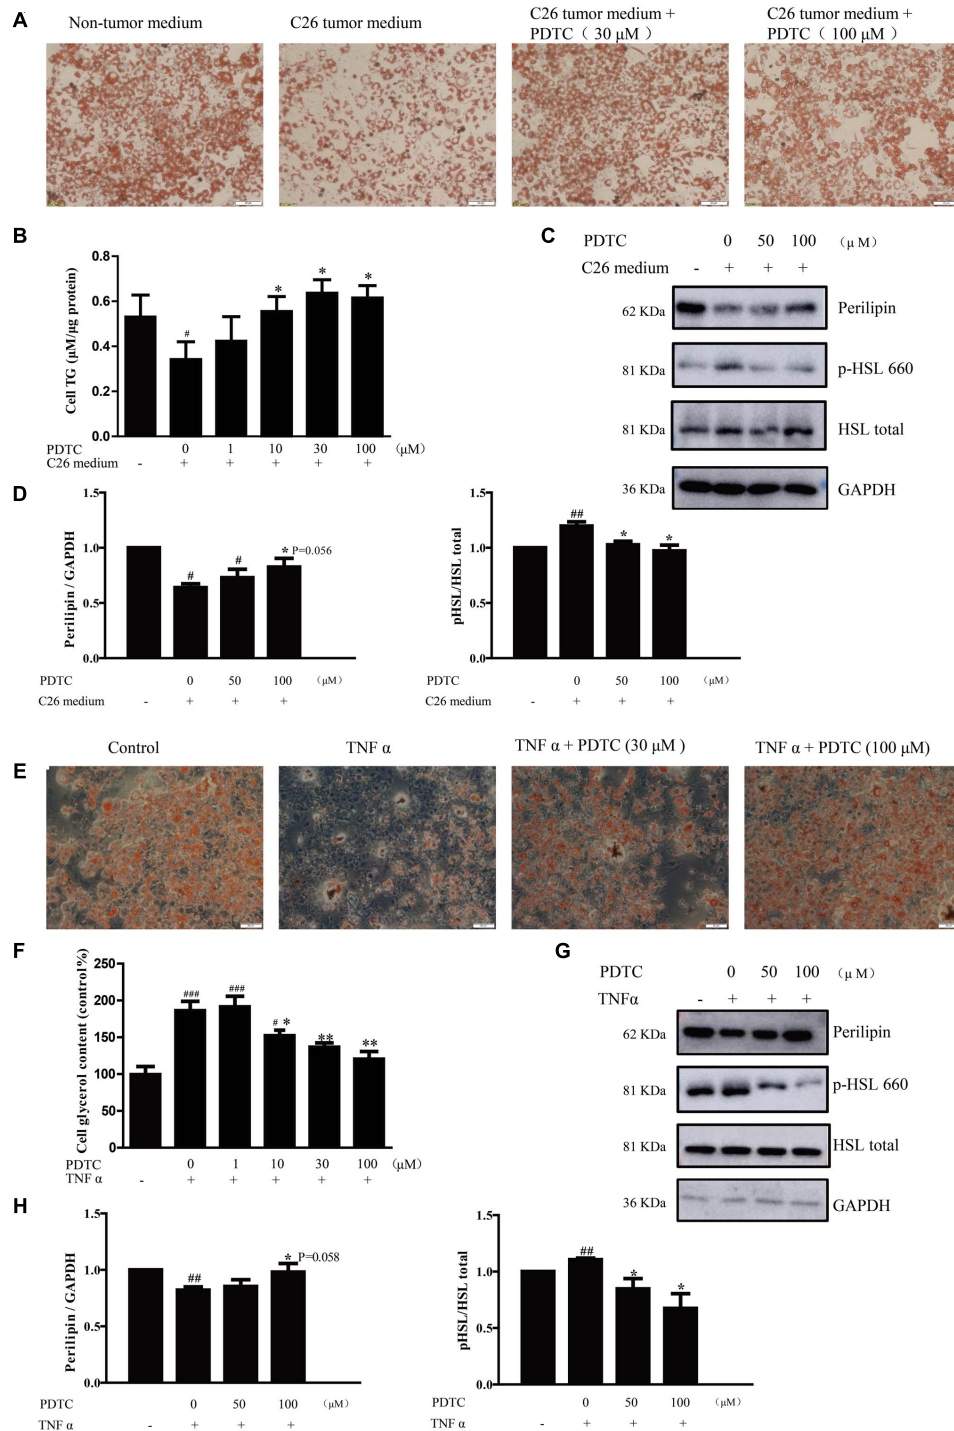 A
Non-tumor medium
C26 tumor medium
C26 tumor medium +
PDTC（ 30 μM ）
C26 tumor medium +
PDTC（ 100 μM）
B
Cell TG (μM/μg protein)
0.8
0.6
0.4
0.2
0.0
#
*
*
*
PDTC 0 1 10 30 100 (μM)
C26 medium - + + + + +
C
PDTC 0 50 100 （μ M）
C26 medium - + + +
62 KDa Perilipin
81 KDa p-HSL 660
81 KDa HSL total
36 KDa GAPDH
D
Perilipin / GAPDH
1.5
1.0
0.5
0.0
#
#
* P=0.056
PDTC 0 50 100 （μM）
C26 medium - + + +
pHSL/HSL total
1.5
1.0
0.5
0.0
##
*
*
PDTC 0 50 100 （μM）
C26 medium - + + +
E
Control
TNF α
TNF α + PDTC (30 μM )
TNF α + PDTC (100 μM)
F
Cell glycerol content (control%)
250
200
150
100
50
0
###
###
# *
**
**
PDTC 0 1 10 30 100 (μM)
TNF α - + + + + +
G
PDTC 0 50 100 （μ M）
TNFα - + + +
62 KDa Perilipin
81 KDa p-HSL 660
81 KDa HSL total
36 KDa GAPDH
H
Perilipin / GAPDH
1.5
1.0
0.5
0.0
##
* P=0.058
PDTC 0 50 100 （μM）
TNF α - + + +
pHSL/HSL total
1.5
1.0
0.5
0.0
##
*
*
PDTC 0 50 100 （μM）
TNF α - + + +